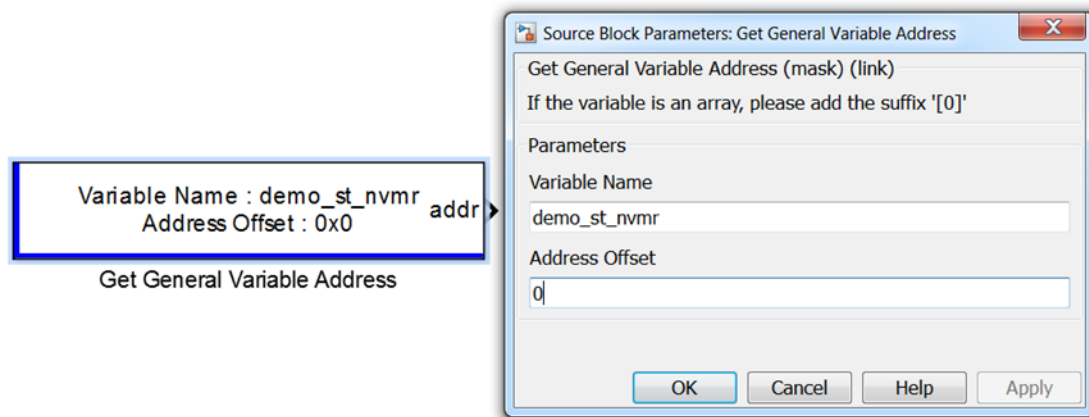 Variable Name : demo_st_nvmr
Address Offset : 0x0
addr
Get General Variable Address
Source Block Parameters: Get General Variable Address
X
Get General Variable Address (mask) (link)
If the variable is an array, please add the suffix '[0]'
Parameters
Variable Name
demo_st_nvmr
Address Offset
0
OK
Cancel
Help
Apply